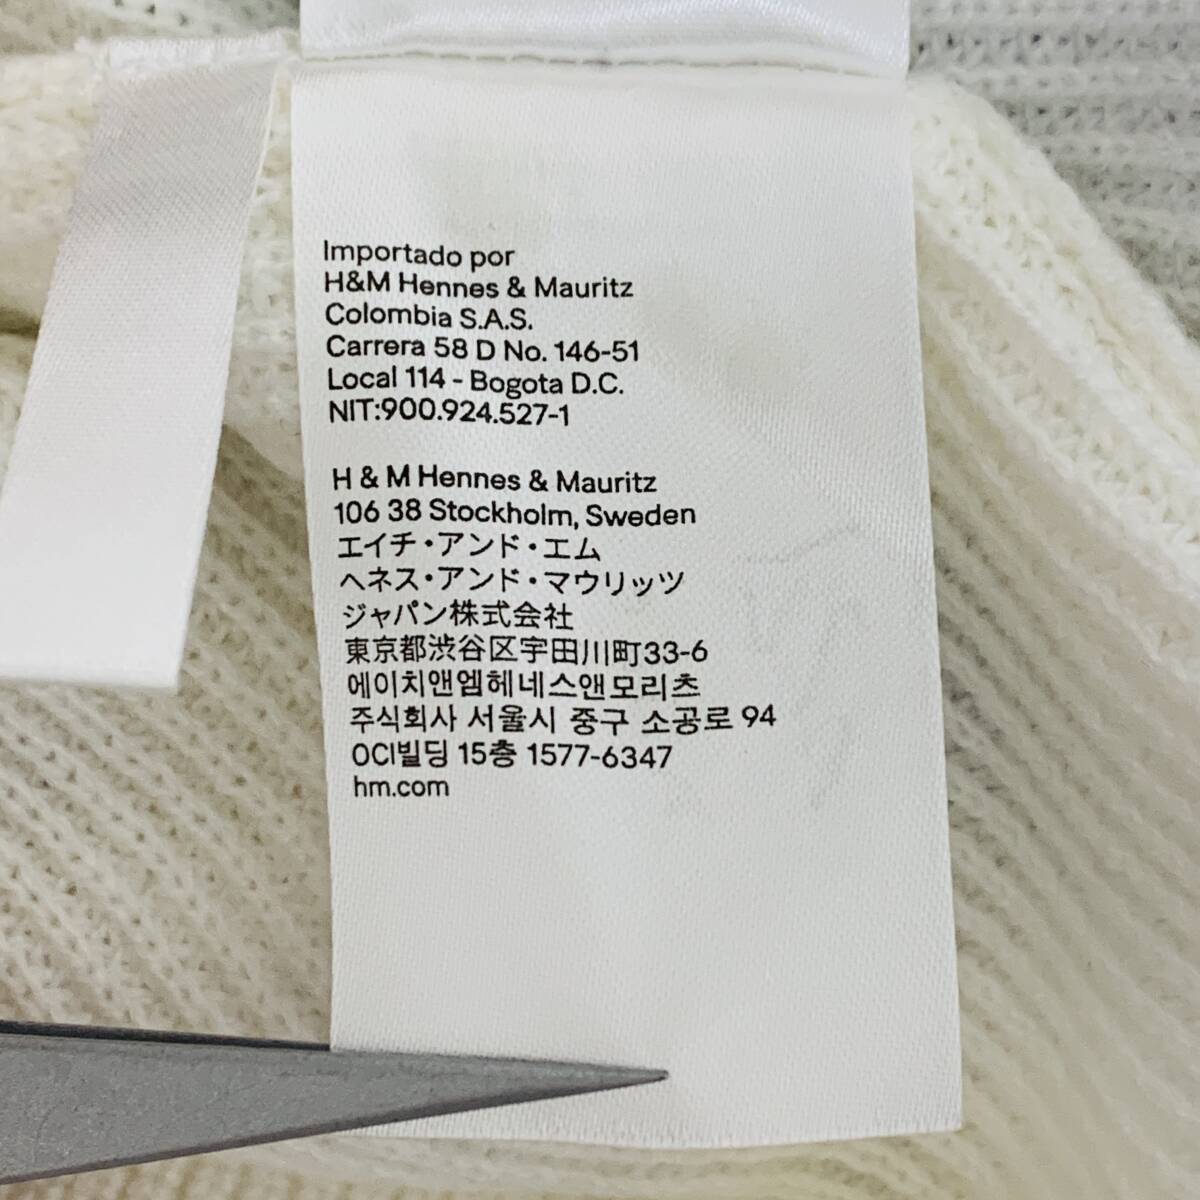 Importado por
H&M Hennes & Mauritz
Colombia S.A.S.
Carrera 58 D No. 146-51
Local 114 - Bogota D.C.
NIT:900.924.527-1
H & M Hennes & Mauritz
106 38 Stockholm, Sweden
エイチ・アンド・エム
ヘネス・アンド・マウリッツ
ジャパン株式会社
東京都渋谷区宇田川町33-6
에이치앤엠헤네스앤모리츠
주식회사 서울시 중구 소공로 94
OCI빌딩 15층 1577-6347
hm.com